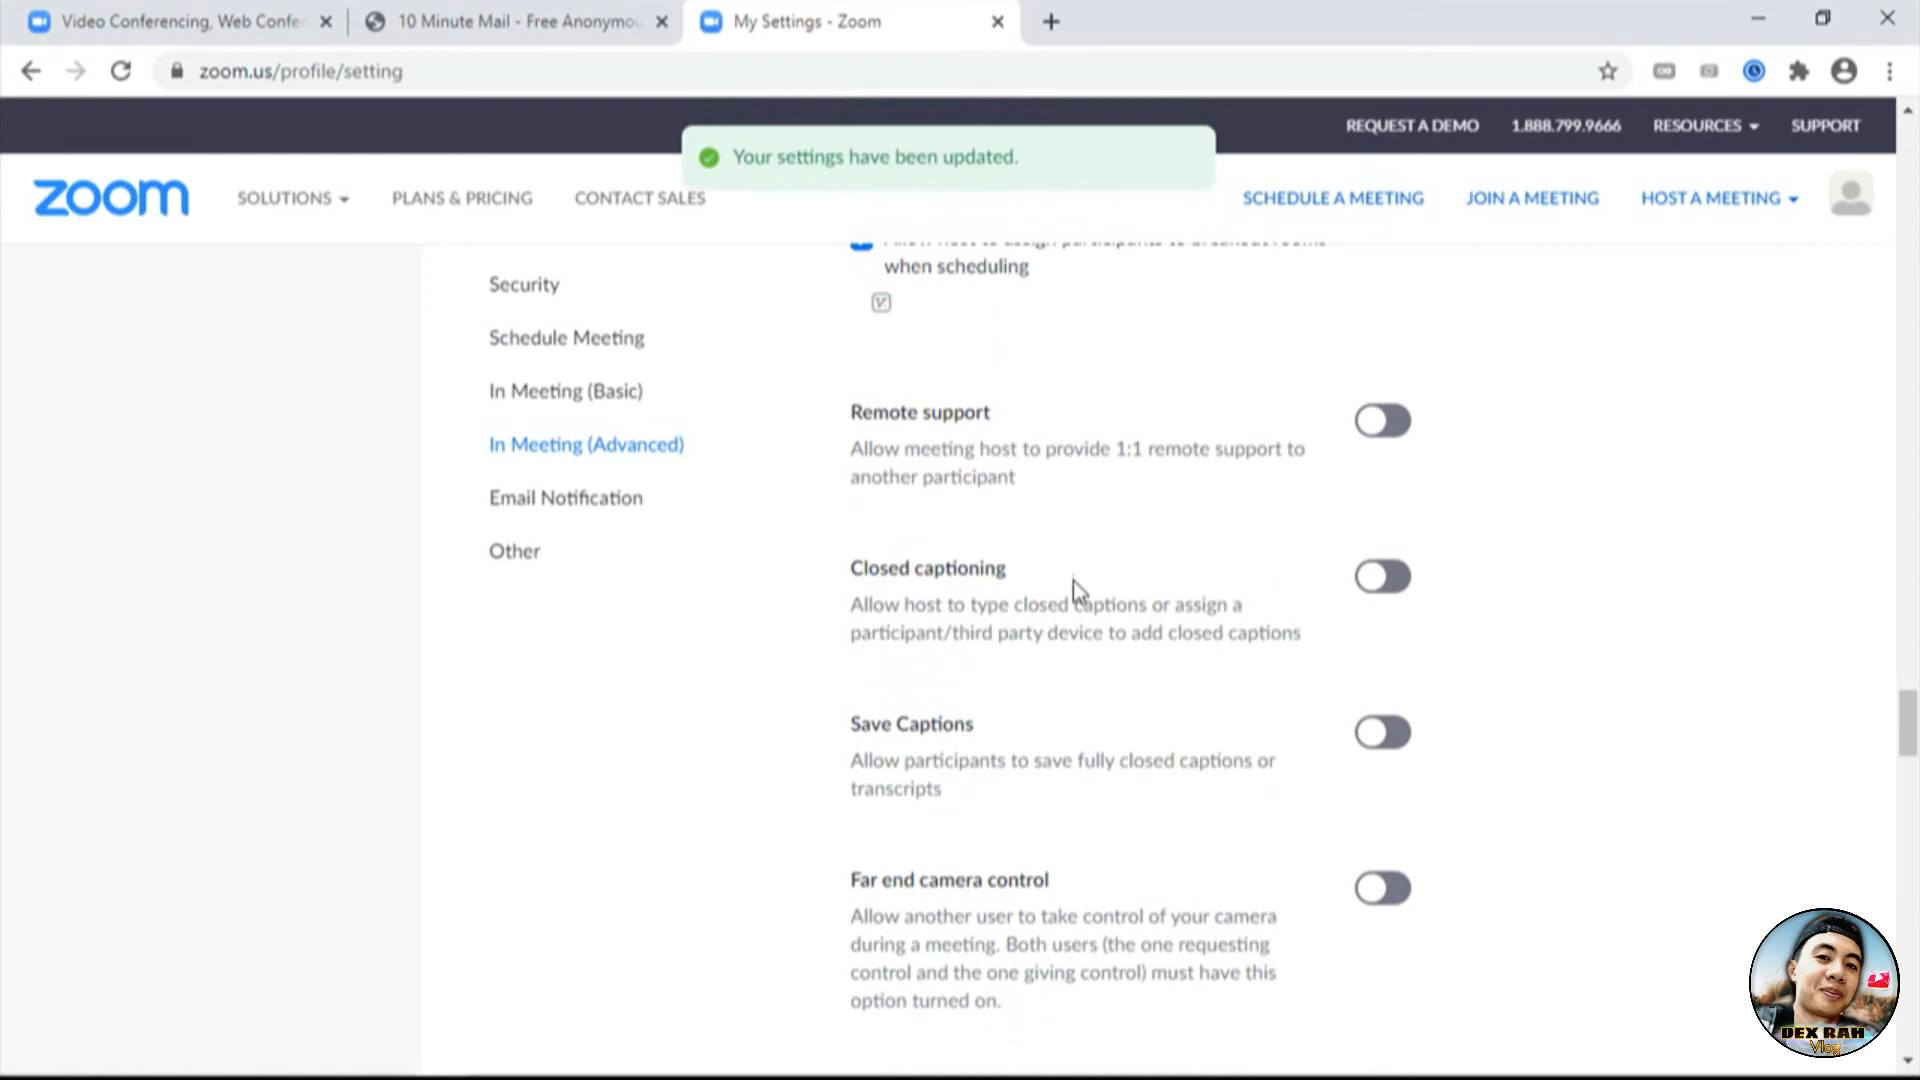 Video Conferencing, Web Confe
10 Minute Mail - Free Anonymo
My Settings - Zoom
zoom.us/profile/setting
REQUEST A DEMO
1.888.799.9666
RESOURCES
SUPPORT
Your settings have been updated.
zoom
SOLUTIONS
PLANS & PRICING
CONTACT SALES
SCHEDULE A MEETING
JOIN A MEETING
HOST A MEETING
when scheduling
Security
Schedule Meeting
In Meeting (Basic)
In Meeting (Advanced)
Email Notification
Other
Remote support
Allow meeting host to provide 1:1 remote support to
another participant
Closed captioning
Allow host to type closed captions or assign a
participant/third party device to add closed captions
Save Captions
Allow participants to save fully closed captions or
transcripts
Far end camera control
Allow another user to take control of your camera
during a meeting. Both users (the one requesting
control and the one giving control) must have this
option turned on.
DEX RAH
Vlog